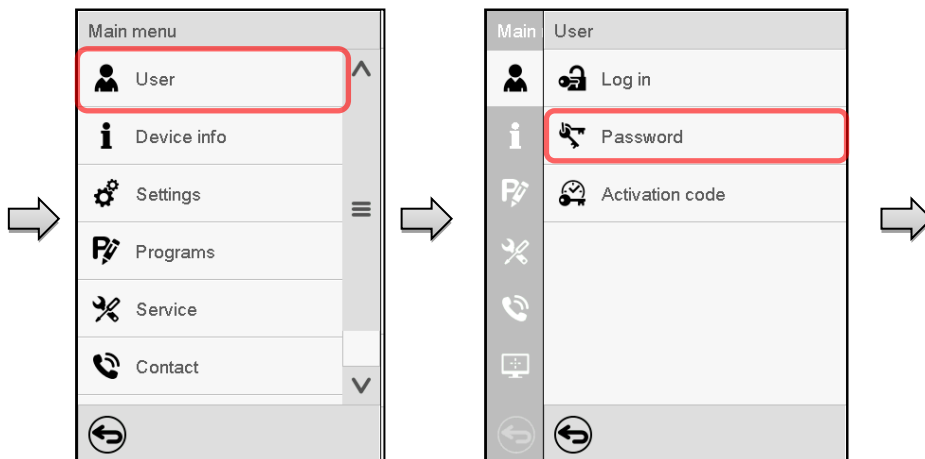 Main menu
User
Device info
Settings
Programs
Service
Contact
Main
User
Log in
Password
Activation code